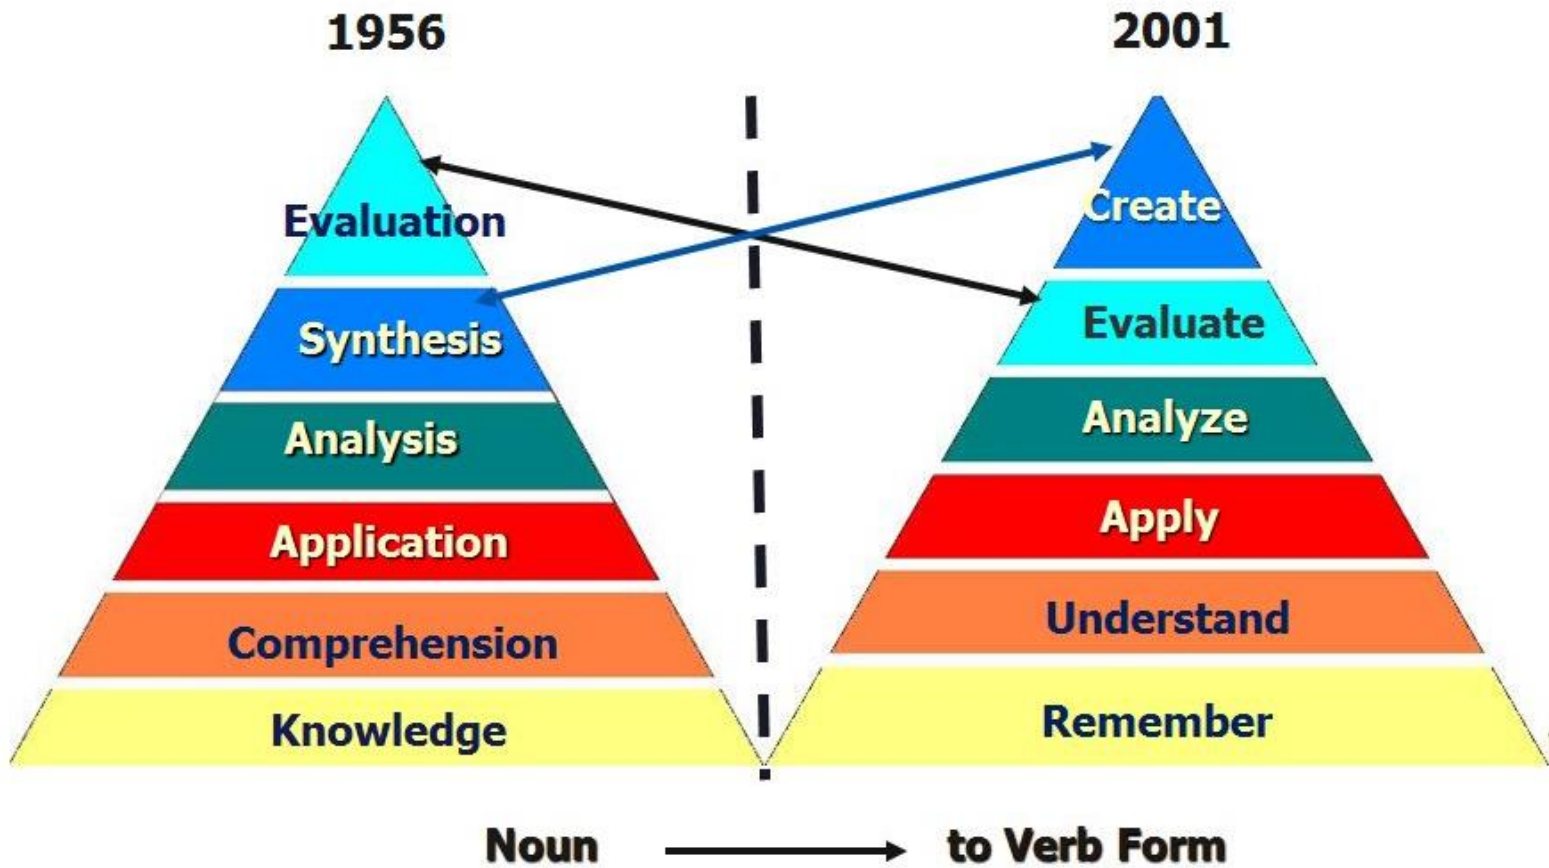 1956
Evaluation
Synthesis
Analysis
Application
Comprehension
Knowledge
2001
Create
Evaluate
Analyze
Apply
Understand
Remember
Noun to Verb Form